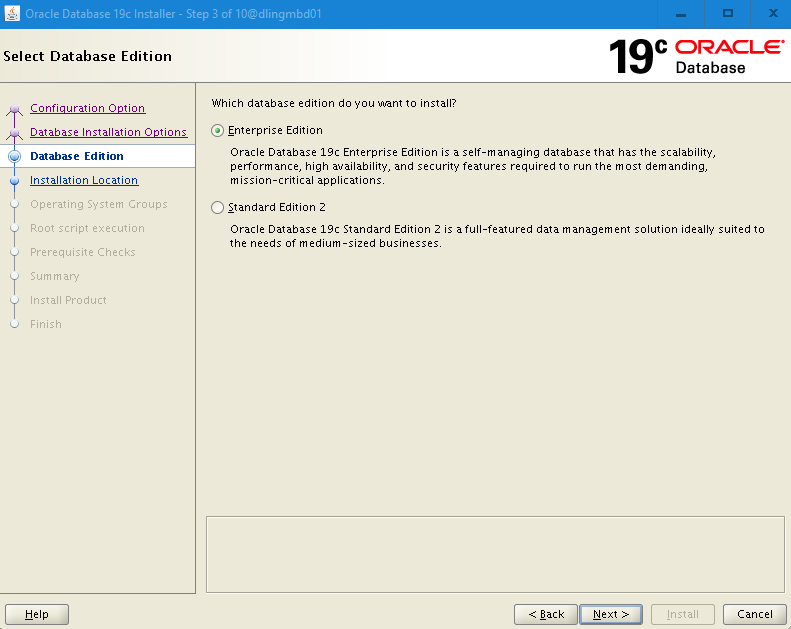 Oracle Database 19c Installer - Step 3 of 10@dlingmbd01
Select Database Edition
19c ORACLE
Database
Configuration Option
Database Installation Options
Database Edition
Installation Location
Operating System Groups
Root script execution
Prerequisite Checks
Summary
Install Product
Finish
Which database edition do you want to install?
Enterprise Edition
Oracle Database 19c Enterprise Edition is a self-managing database that has the scalability,
performance, high availability, and security features required to run the most demanding,
mission-critical applications.
Standard Edition 2
Oracle Database 19c Standard Edition 2 is a full-featured data management solution ideally suited to
the needs of medium-sized businesses.
Help
< Back
Next >
Install
Cancel